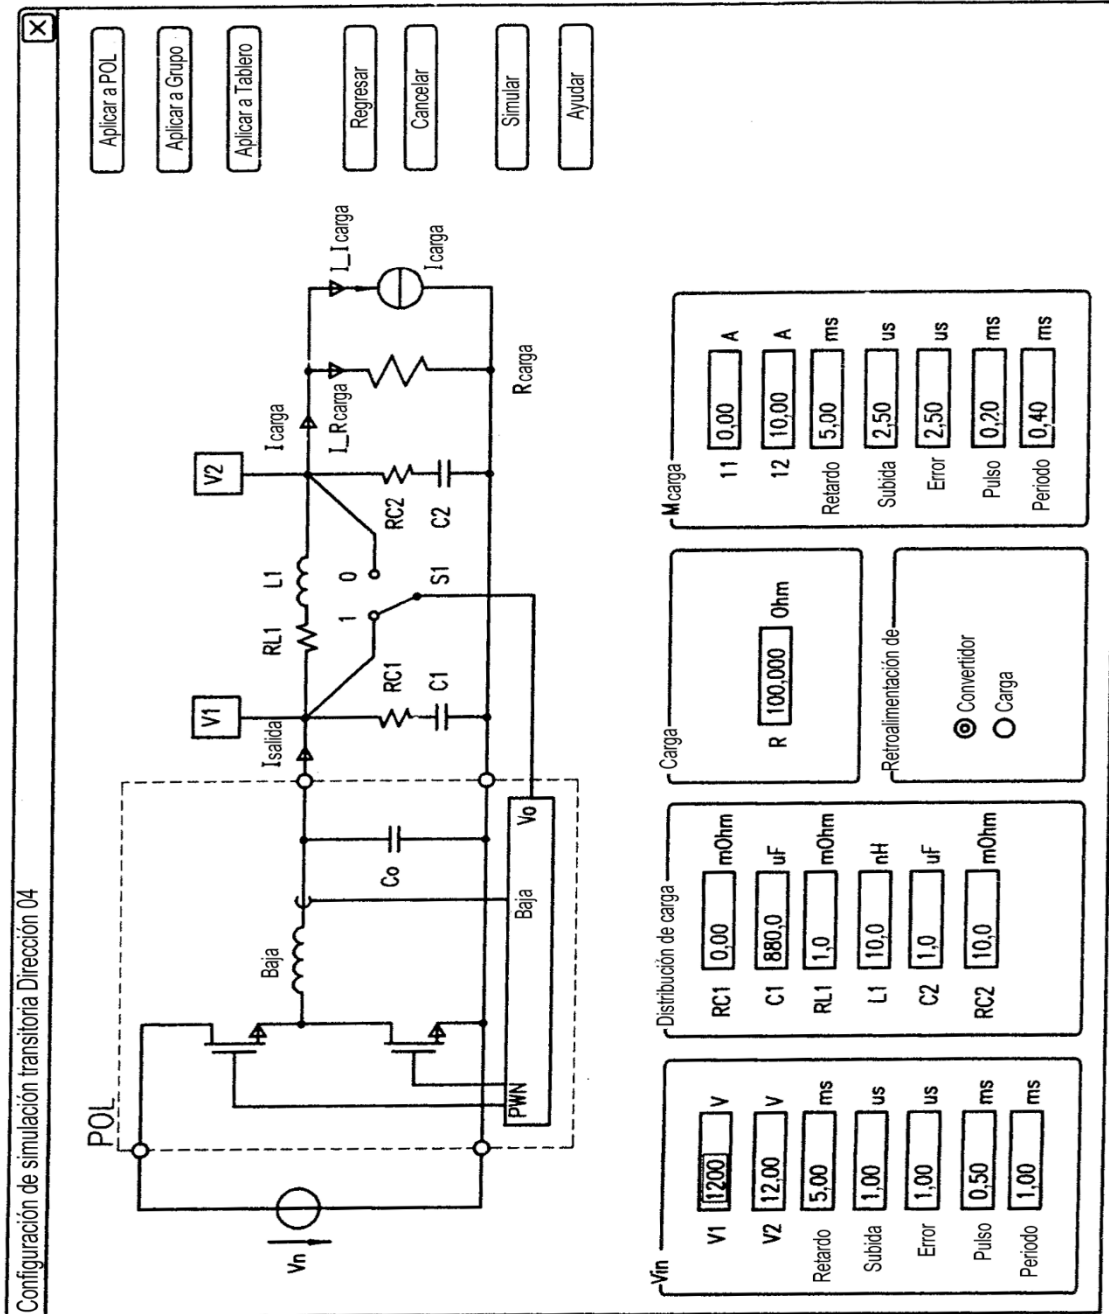 Configuración de simulación transitoria Dirección 04
X
Aplicar a POL
Aplicar a Grupo
Aplicar a Tablero
Regresar
Cancelar
Simular
Ayudar
POL
Vn
Baja
Co
PWN
Baja
Vo
Isalida
V1
RC1
C1
RL1
L1
1
0
S1
V2
RC2
C2
Icarga
I_Rcarga
Rcarga
I_Icarga
Icarga
Vin
V1 1200 V
V2 12,00 V
Retardo 5,00 ms
Subida 1,00 us
Error 1,00 us
Pulso 0,50 ms
Periodo 1,00 ms
Distribución de carga
RC1 0,00 mOhm
C1 880,0 uF
RL1 1,0 mOhm
L1 10,0 nH
C2 1,0 uF
RC2 10,0 mOhm
Carga
R 100,000 Ohm
Retroalimentación de
Convertidor
Carga
Mcarga
11 0,00 A
12 10,00 A
Retardo 5,00 ms
Subida 2,50 us
Error 2,50 us
Pulso 0,20 ms
Periodo 0,40 ms